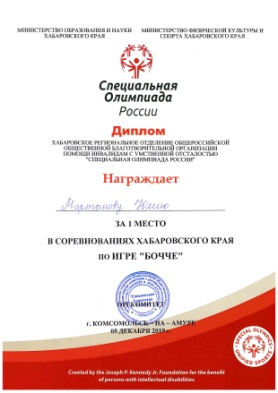 МИНИСТЕРСТВО ОБРАЗОВАНИЯ И НАУКИ
ХАБАРОВСКОГО КРАЯ
МИНИСТЕРСТВО ФИЗИЧЕСКОЙ КУЛЬТУРЫ И
СПОРТА ХАБАРОВСКОГО КРАЯ
Специальная
Олимпиада
России
Диплом
ХАБАРОВСКОЕ РЕГИОНАЛЬНОЕ ОТДЕЛЕНИЕ ОБЩЕРОССИЙСКОЙ
ОБЩЕСТВЕННОЙ БЛАГОТВОРИТЕЛЬНОЙ ОРГАНИЗАЦИИ
ПОМОЩИ ИНВАЛИДАМ С УМСТВЕННОЙ ОТСТАЛОСТЬЮ
"СПЕЦИАЛЬНАЯ ОЛИМПИАДА РОССИИ"
Награждает
Мартынову Юлию
ЗА 1 МЕСТО
В СОРЕВНОВАНИЯХ ХАБАРОВСКОГО КРАЯ
ПО ИГРЕ "БОЧЧЕ"
ОРГКОМИТЕТ
г. КОМСОМОЛЬСК – НА – АМУРЕ
05 ДЕКАБРЯ 2019 г.
SPECIAL OLYMPICS
UNIFIED SPORTS
Created by the Joseph P. Kennedy Jr. Foundation for the benefit
of persons with intellectual disabilities